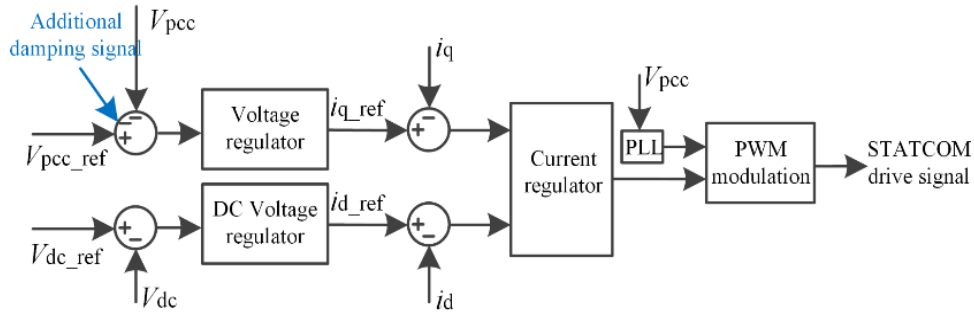 Additional
damping signal
Vpcc
iq
Vpcc
−
−
+
Vpcc_ref
Voltage
regulator
iq_ref
+
−
PLL
Current
regulator
PWM
modulation
STATCOM
drive signal
Vdc_ref
+
−
DC Voltage
regulator
id_ref
+
−
Vdc
id